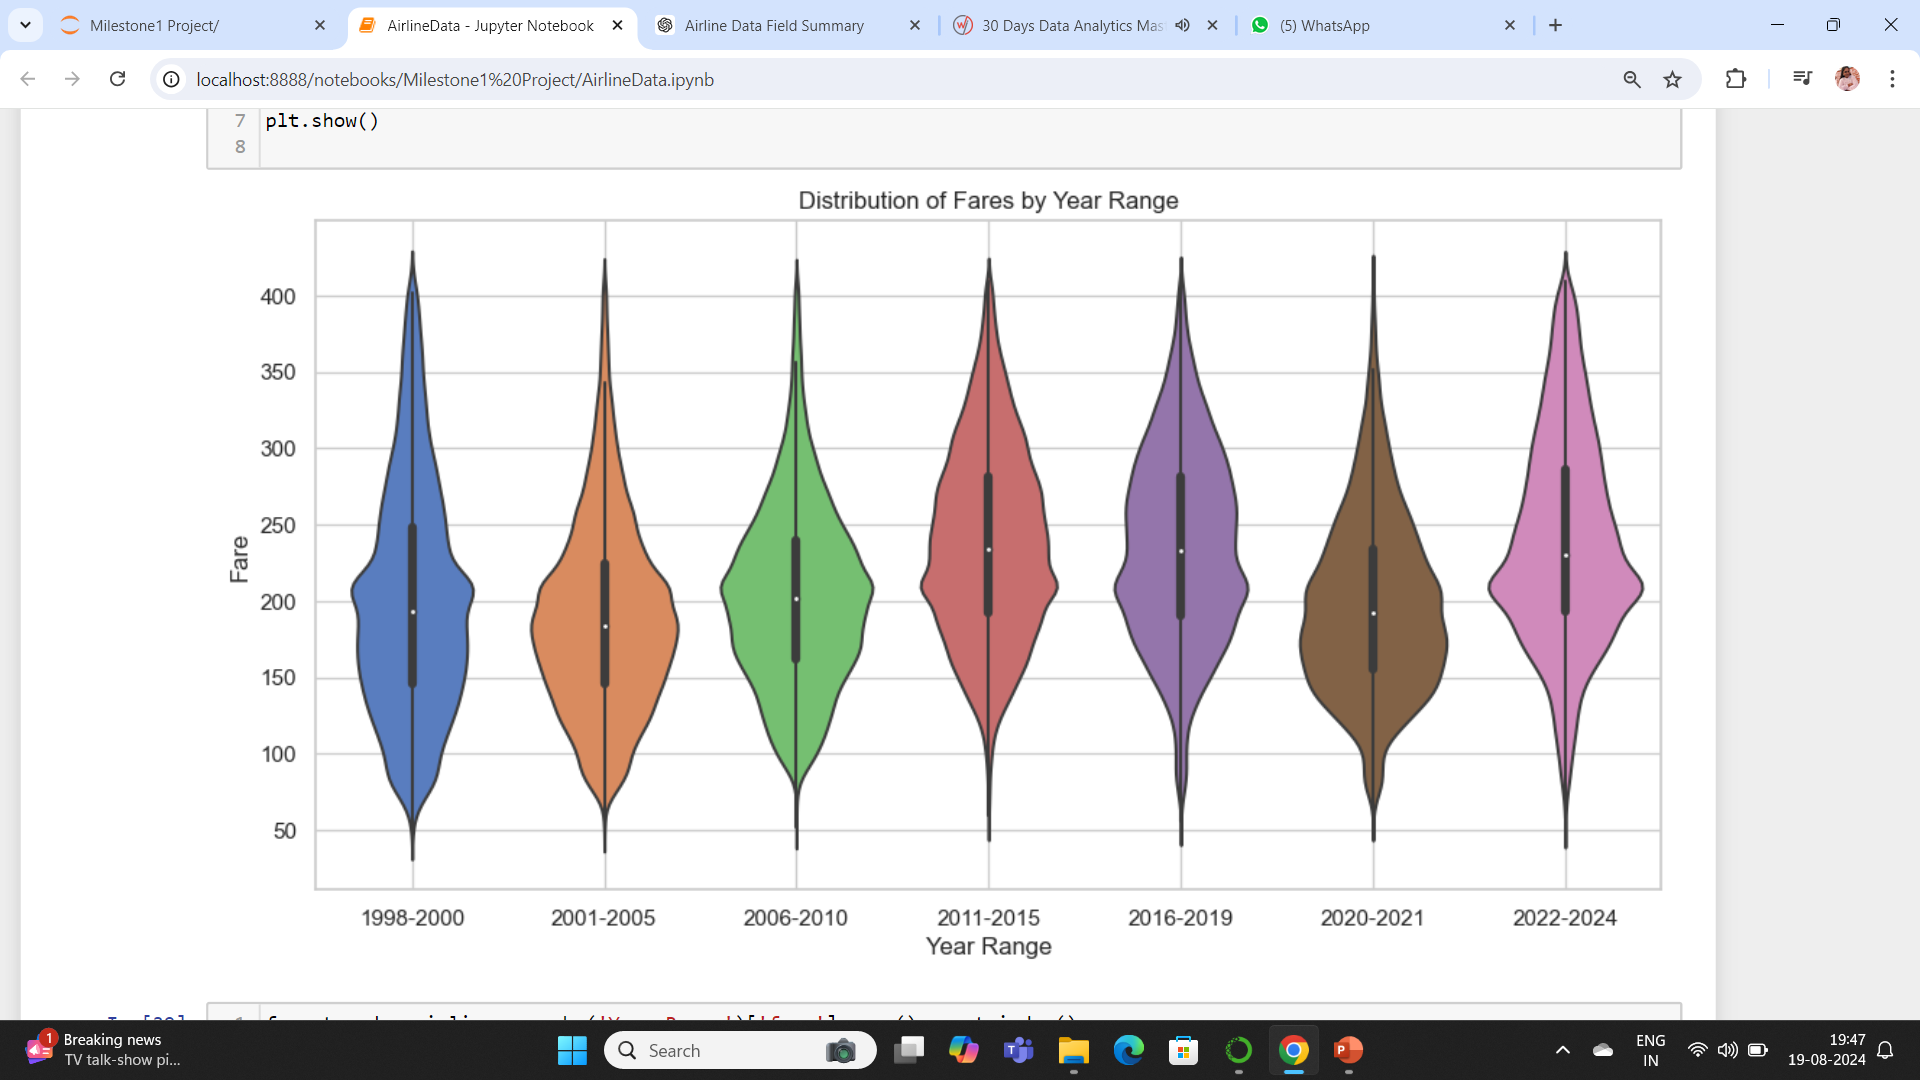 Milestone1 Project/
AirlineData - Jupyter Notebook
Airline Data Field Summary
30 Days Data Analytics Mas
(5) WhatsApp
localhost:8888/notebooks/Milestone1%20Project/AirlineData.ipynb
7 plt.show()
8
Distribution of Fares by Year Range
400
350
300
250
200
150
100
50
Fare
1998-2000 2001-2005 2006-2010 2011-2015 2016-2019 2020-2021 2022-2024
Year Range
1
Breaking news
TV talk-show pi...
Search
ENG
IN
19:47
19-08-2024